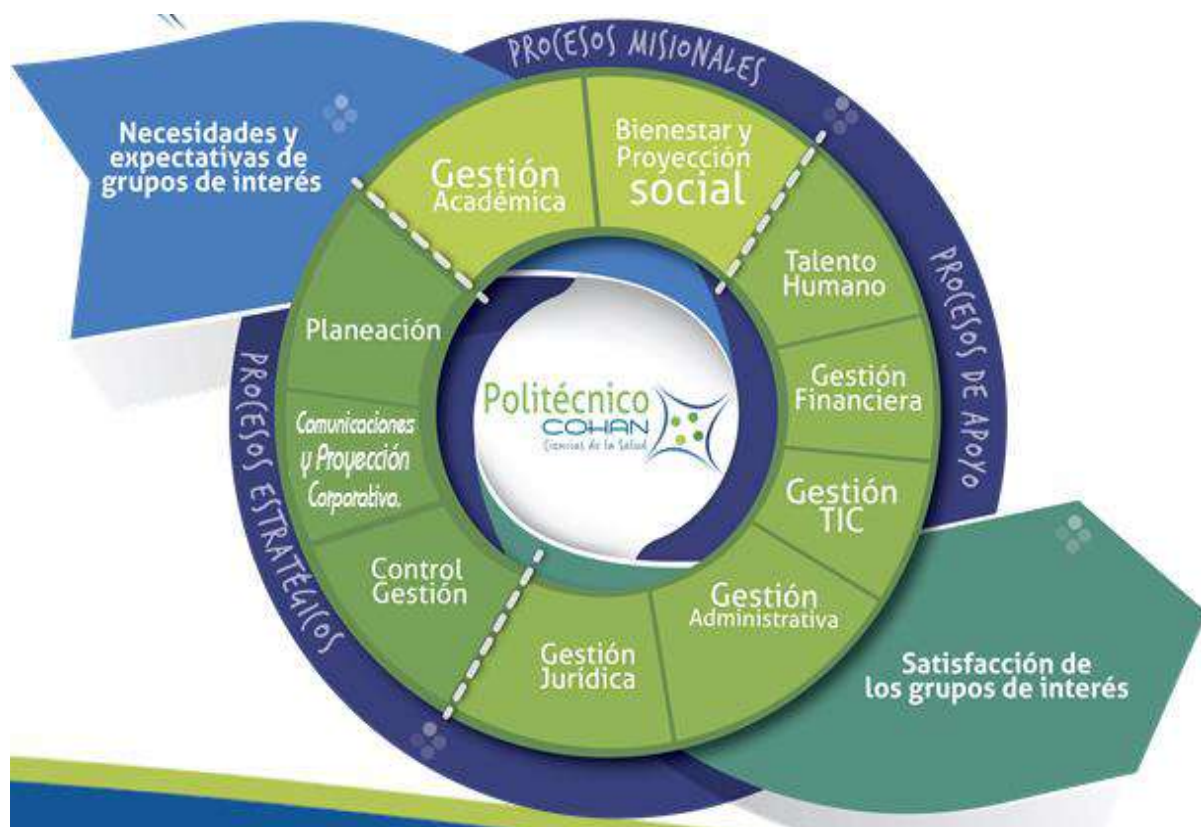 PROCESOS MISIONALES
Necesidades y
expectativas de
grupos de interés
Gestión
Académica
Bienestar y
Proyección
social
Talento
Humano
Gestión
Financiera
Gestión
TIC
Gestión
Administrativa
Gestión
Jurídica
Control
Gestión
Comunicaciones
y Proyección
Corporativa.
Planeación
PROCESOS DE APOYO
PROCESOS ESTRATÉGICOS
Politécnico
COHAN
Ciencias de la Salud
Satisfacción de
los grupos de interés